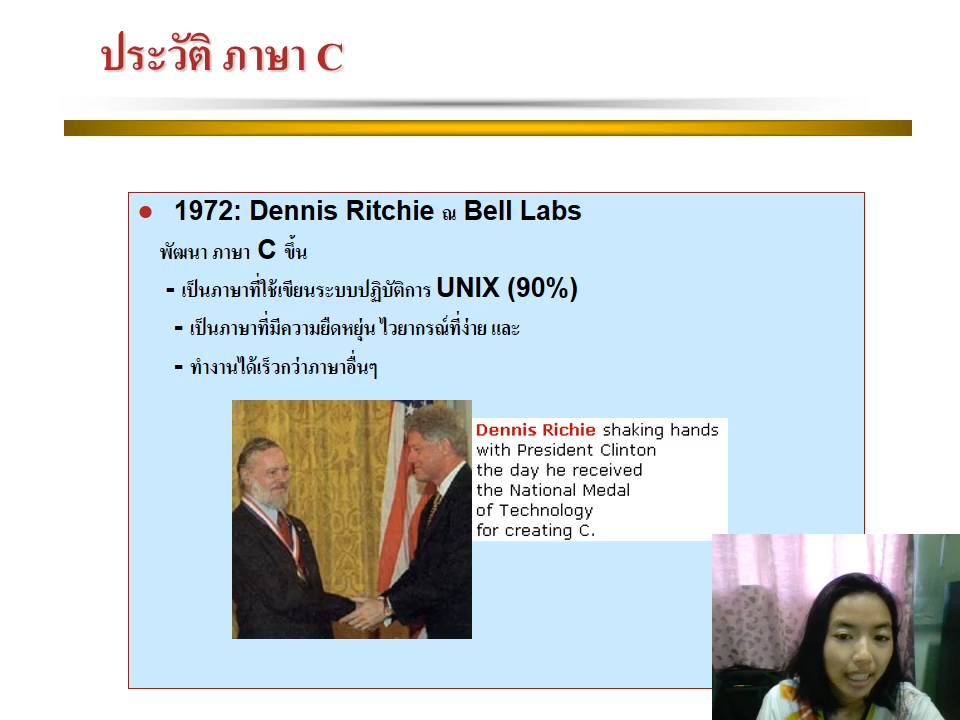 ประวัติ ภาษา C
1972: Dennis Ritchie ณ Bell Labs
พัฒนา ภาษา C ขึ้น
- เป็นภาษาที่ใช้เขียนระบบปฏิบัติการ UNIX (90%)
- เป็นภาษาที่มีความยืดหยุ่น ไวยากรณ์ที่ง่าย และ
- ทำงานได้เร็วกว่าภาษาอื่นๆ
Dennis Richie shaking hands
with President Clinton
the day he received
the National Medal
of Technology
for creating C.